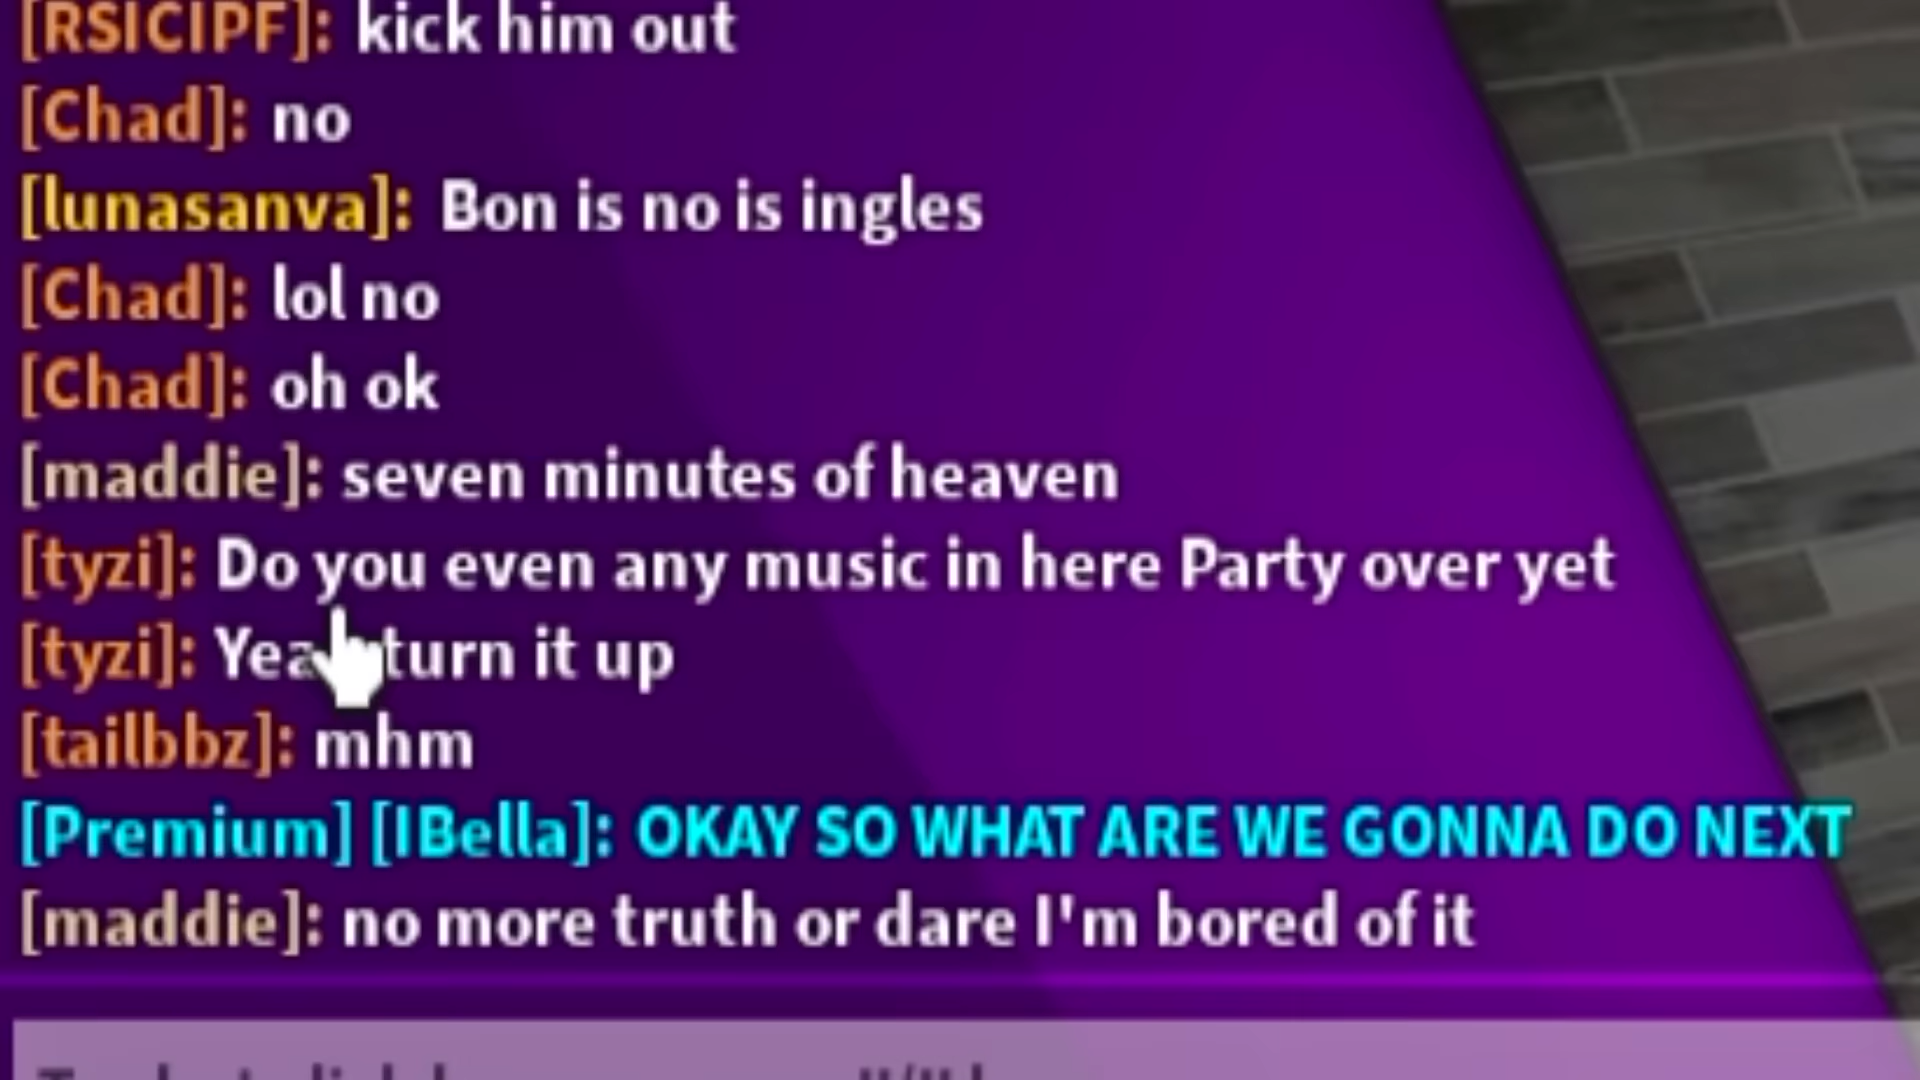 [RSICIPF]: kick him out
[Chad]: no
[lunasanva]: Bon is no is ingles
[Chad]: lol no
[Chad]: oh ok
[maddie]: seven minutes of heaven
[tyzi]: Do you even any music in here Party over yet
[tyzi]: turn it up
[tailbbz]: mhm
[Premium] [IBella]: OKAY SO WHAT ARE WE GONNA DO NEXT
[maddie]: no more truth or dare I'm bored of it